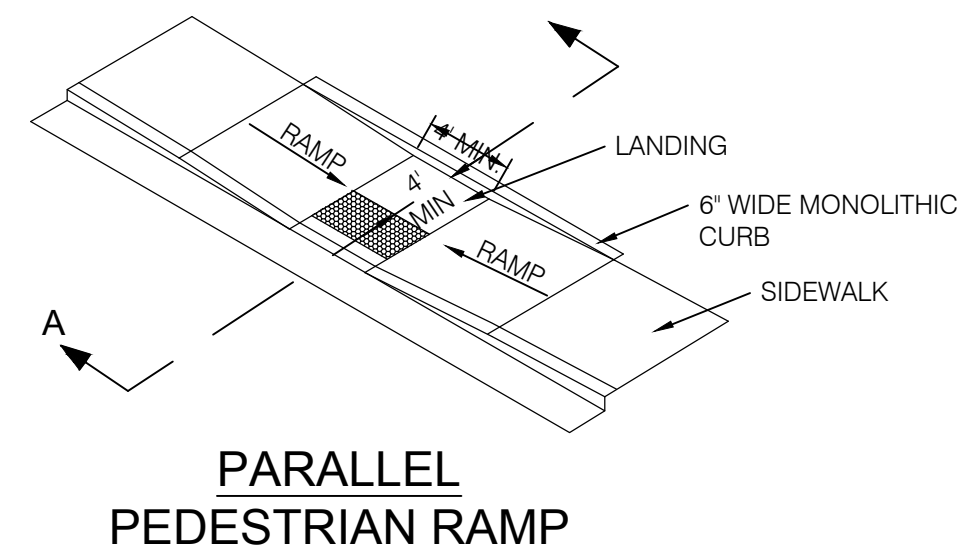 4' MIN.
LANDING
RAMP
4'
MIN
6" WIDE MONOLITHIC
CURB
RAMP
SIDEWALK
A
PARALLEL
PEDESTRIAN RAMP